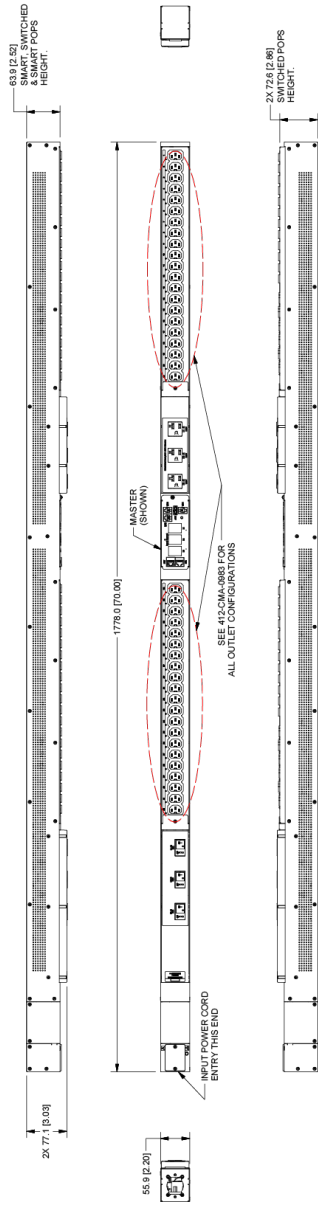 63.9 [2.52]
SMART, SWITCHED
& SMART POPS
HEIGHT.
2X 77.1 [3.03]
1778.0 [70.00]
MASTER
(SHOWN)
SEE 412-CMA-0983 FOR
ALL OUTLET CONFIGURATIONS
INPUT POWER CORD
ENTRY THIS END
55.9 [2.20]
2X 72.6 [2.86]
SWITCHED POPS
HEIGHT.